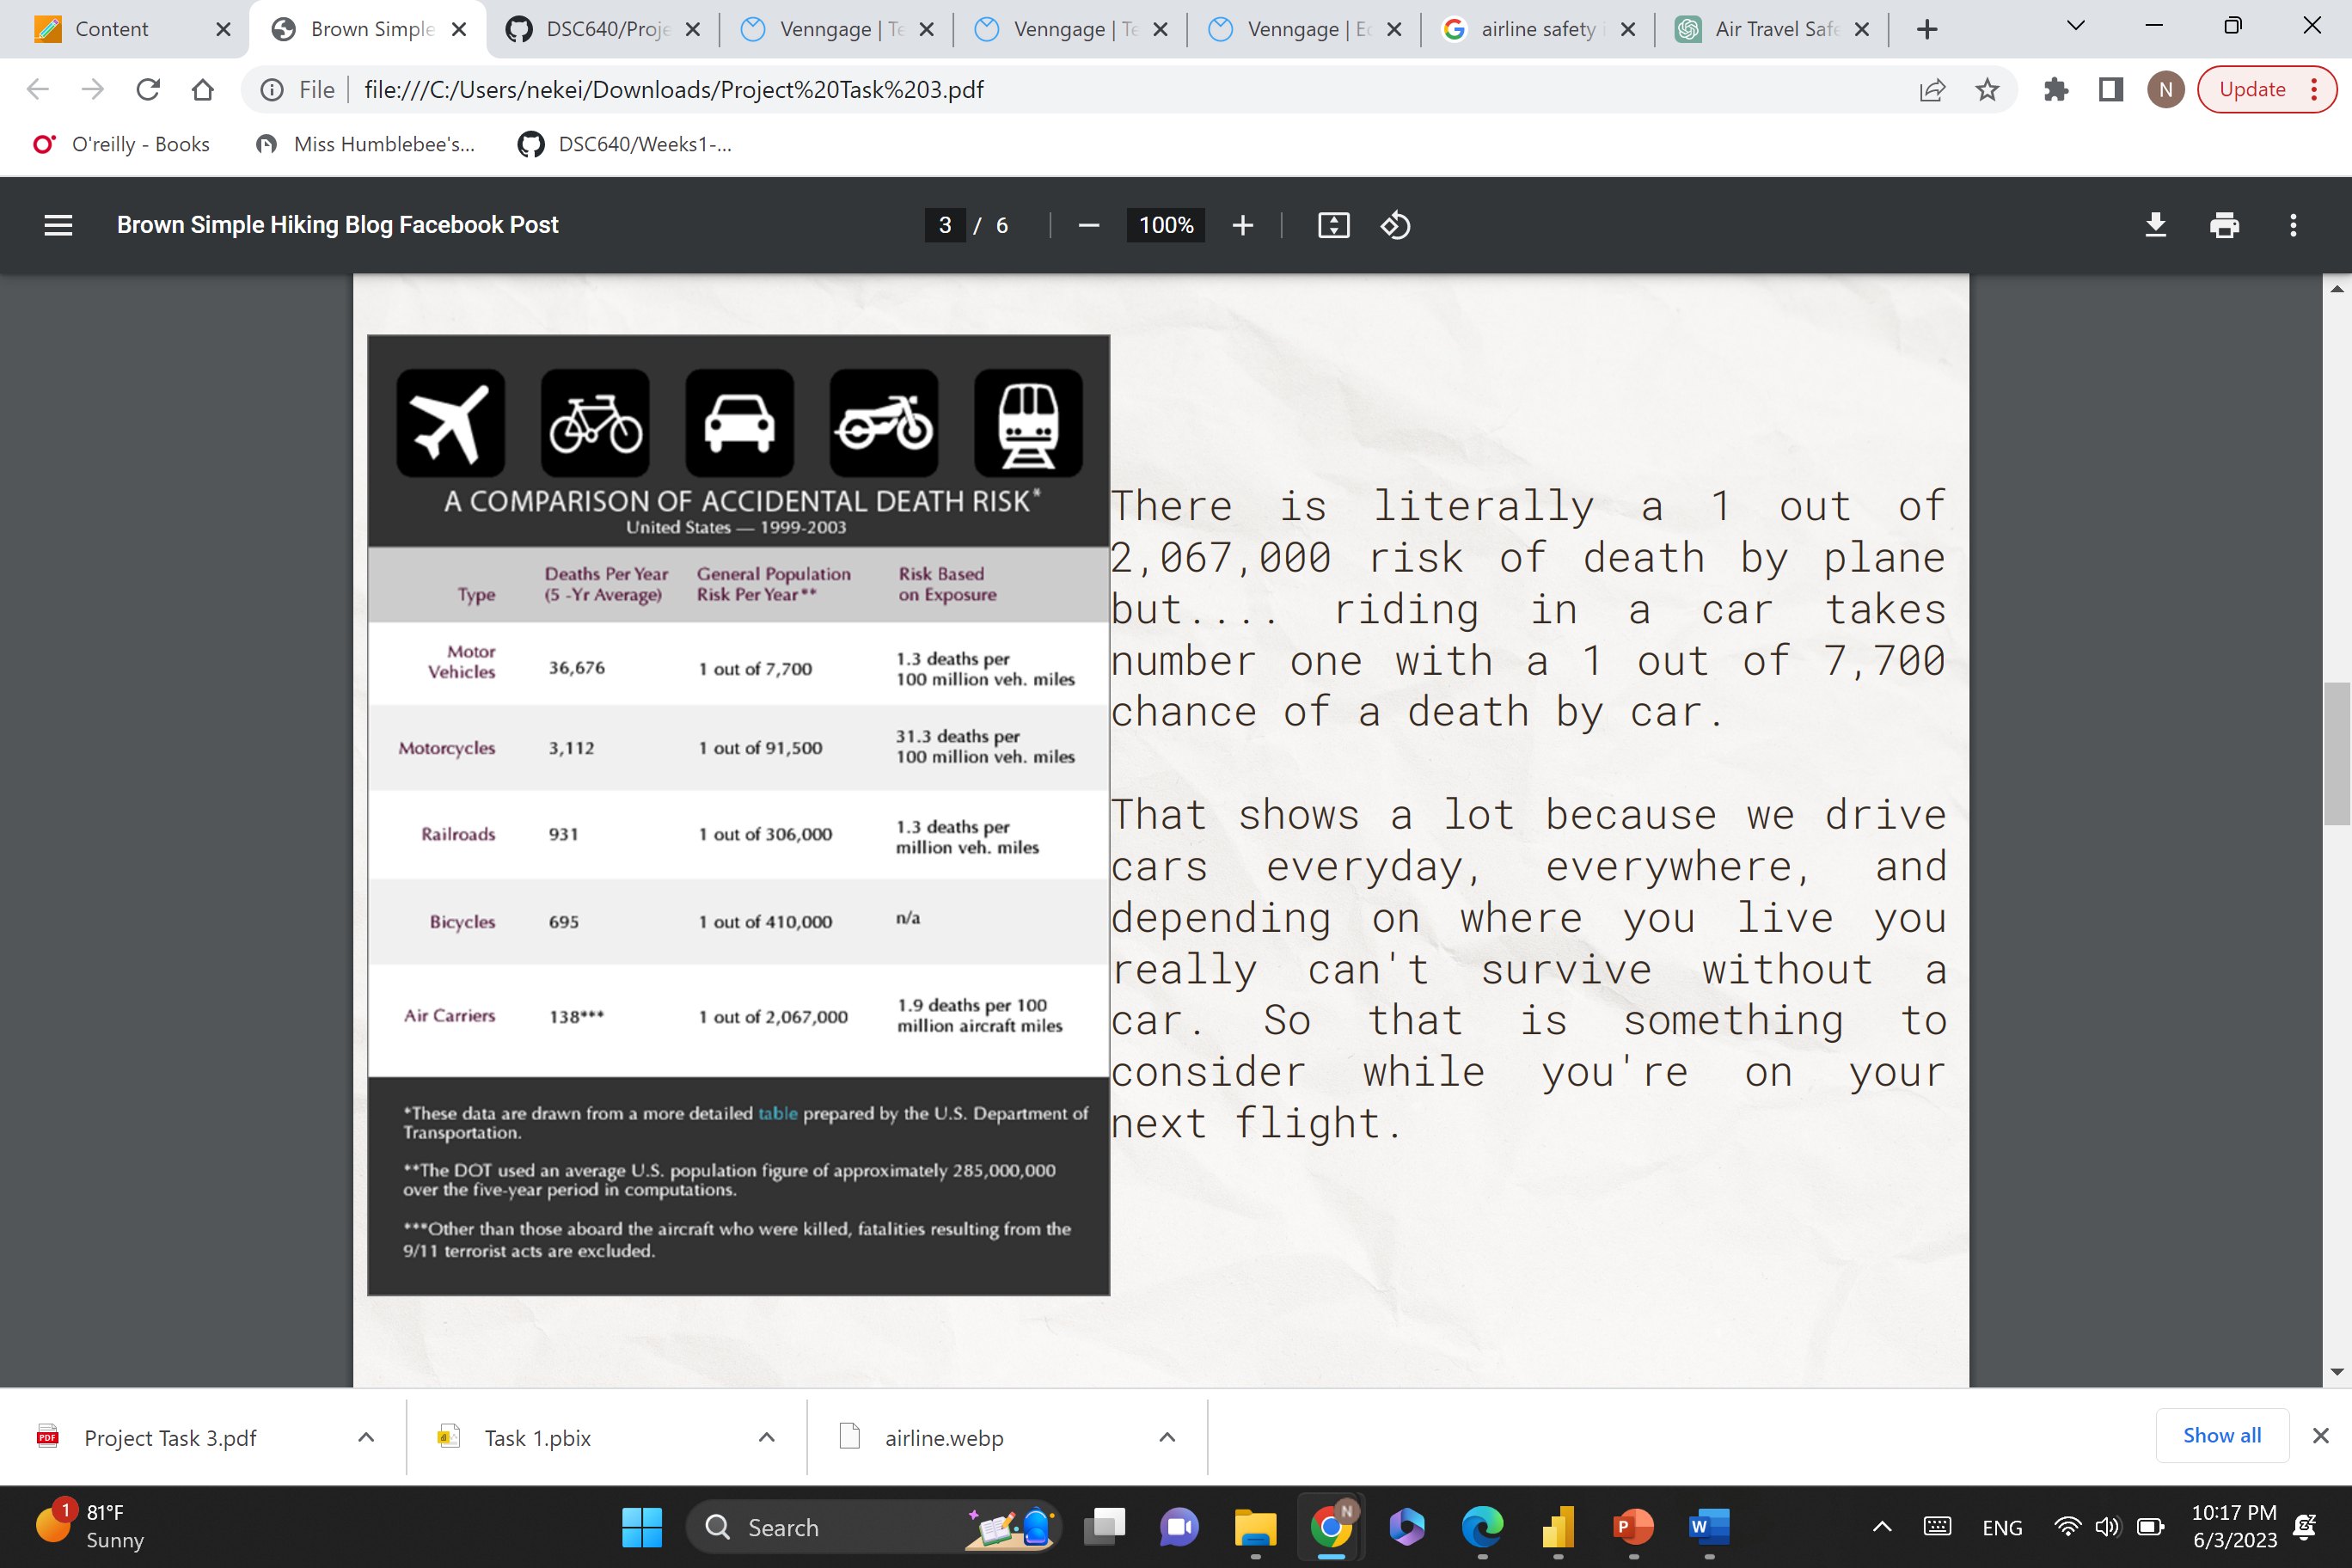 Content
Brown Simple
DSC640/Proje
Venngage | Te
Venngage | Te
Venngage | Ec
airline safety i
Air Travel Safe
File
file:///C:/Users/nekei/Downloads/Project%20Task%203.pdf
N
Update
O'reilly - Books
Miss Humblebee's...
DSC640/Weeks1-...
Brown Simple Hiking Blog Facebook Post
3 / 6
100%
A COMPARISON OF ACCIDENTAL DEATH RISK*
United States — 1999-2003
Type Deaths Per Year (5 -Yr Average) General Population Risk Per Year** Risk Based on Exposure
Motor Vehicles 36,676 1 out of 7,700 1.3 deaths per 100 million veh. miles
Motorcycles 3,112 1 out of 91,500 31.3 deaths per 100 million veh. miles
Railroads 931 1 out of 306,000 1.3 deaths per million veh. miles
Bicycles 695 1 out of 410,000 n/a
Air Carriers 138*** 1 out of 2,067,000 1.9 deaths per 100 million aircraft miles
*These data are drawn from a more detailed table prepared by the U.S. Department of
Transportation.
**The DOT used an average U.S. population figure of approximately 285,000,000
over the five-year period in computations.
***Other than those aboard the aircraft who were killed, fatalities resulting from the
9/11 terrorist acts are excluded.
There is literally a 1 out of
2,067,000 risk of death by plane
but.... riding in a car takes
number one with a 1 out of 7,700
chance of a death by car.
That shows a lot because we drive
cars everyday, everywhere, and
depending on where you live you
really can't survive without a
car. So that is something to
consider while you're on your
next flight.
PDF
Project Task 3.pdf
Task 1.pbix
airline.webp
Show all
1
81°F
Sunny
Search
N
P
W
ENG
10:17 PM
6/3/2023